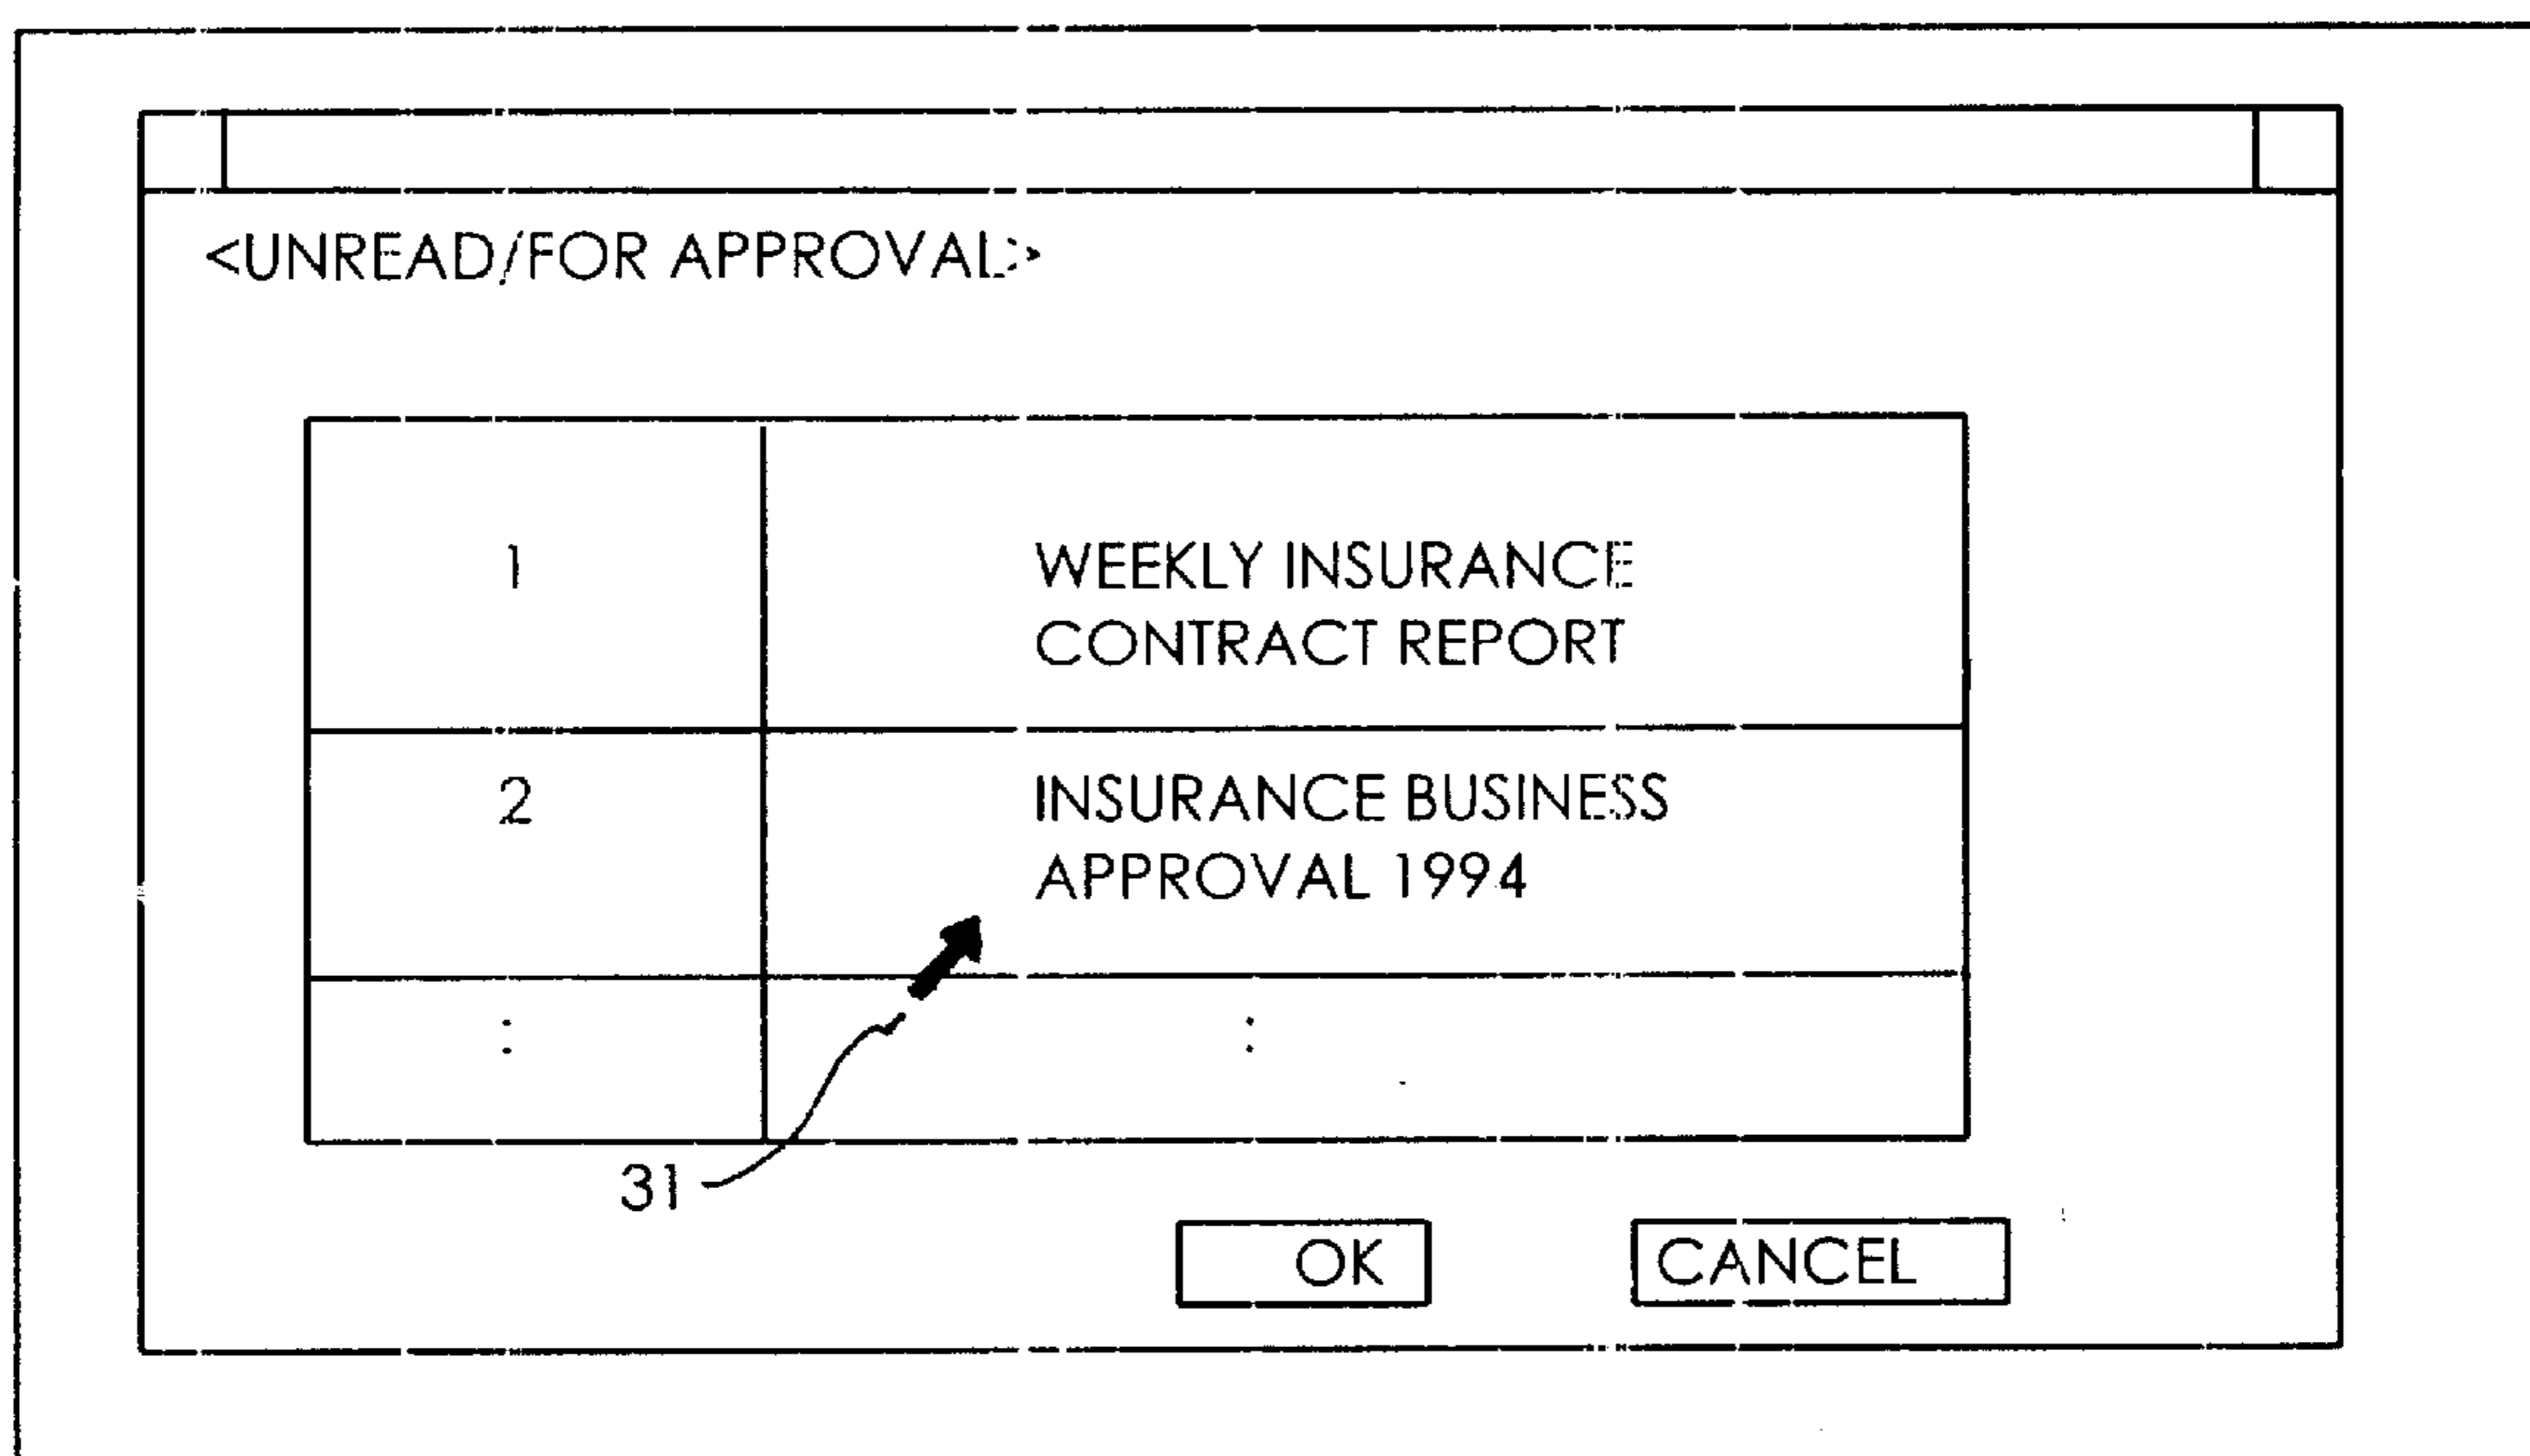 <UNREAD/FOR APPROVAL>
1
WEEKLY INSURANCE
CONTRACT REPORT
2
INSURANCE BUSINESS
APPROVAL 1994
:
:
31
OK
CANCEL